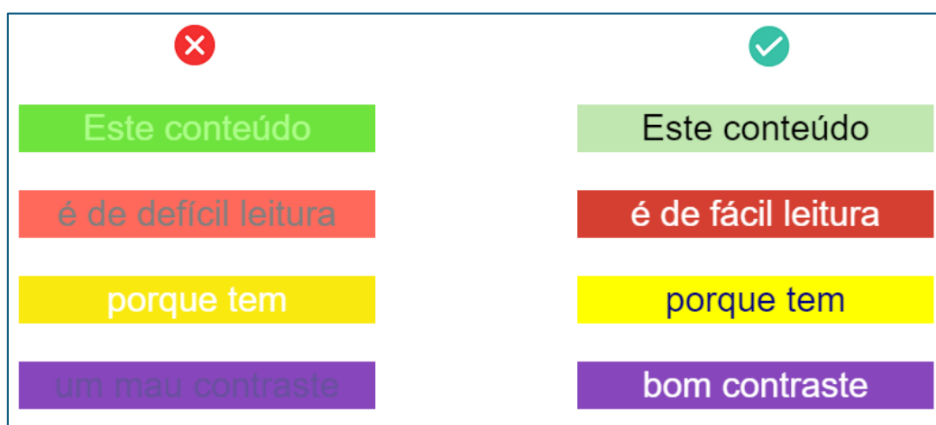 Este conteúdo
é de defícil leitura
porque tem
um mau contraste
Este conteúdo
é de fácil leitura
porque tem
bom contraste